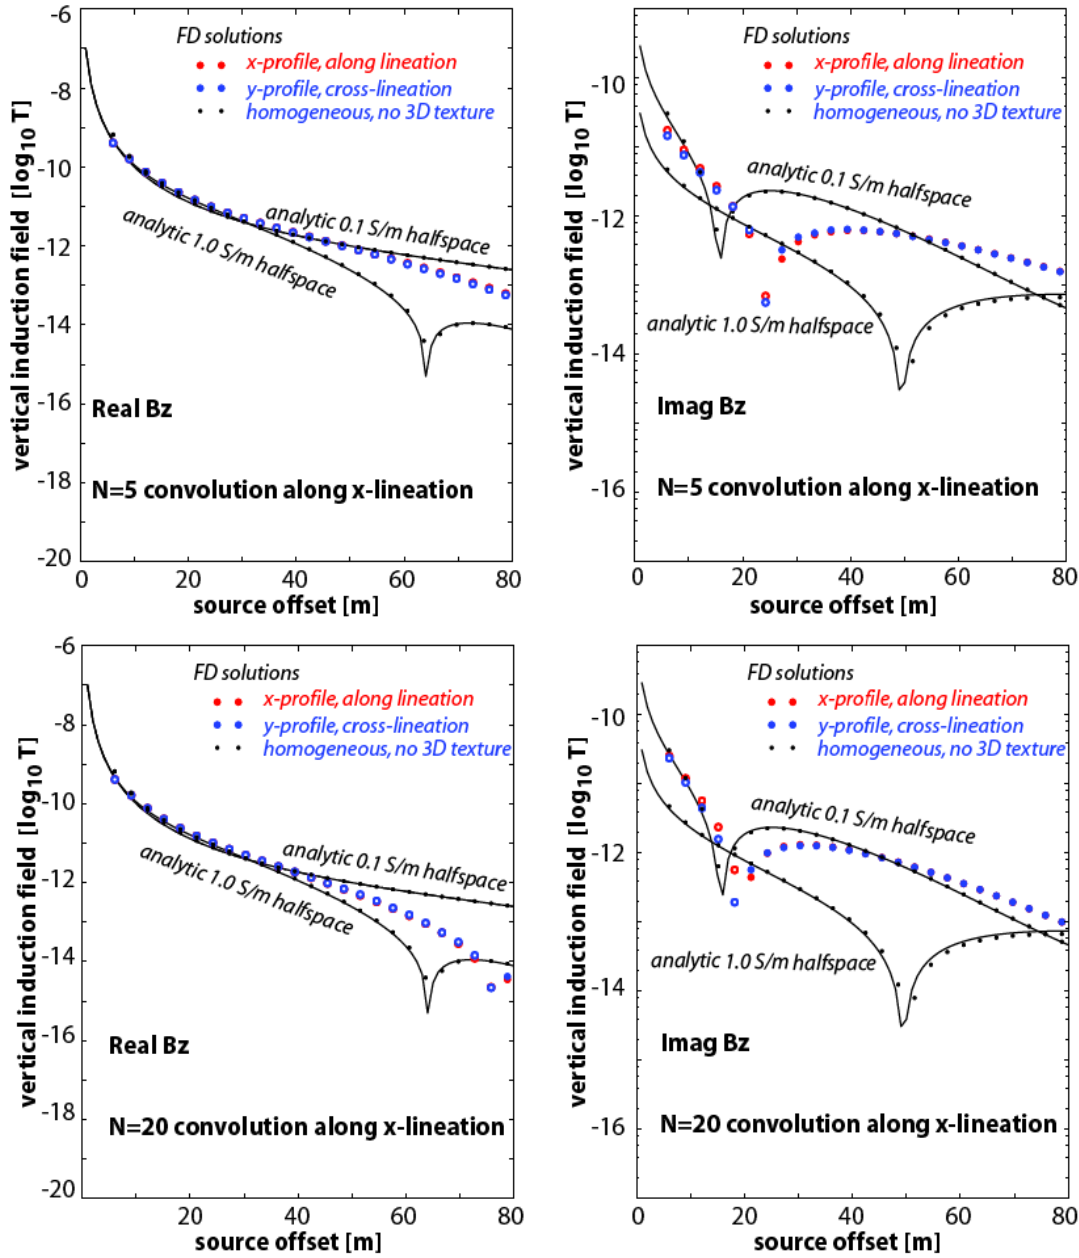 -6
-8
-10
-12
-14
-16
-18
-20
vertical induction field [log10T]
FD solutions
x-profile, along lineation
y-profile, cross-lineation
homogeneous, no 3D texture
analytic 0.1 S/m halfspace
analytic 1.0 S/m halfspace
Real Bz
N=5 convolution along x-lineation
0 20 40 60 80
source offset [m]
-10
-12
-14
-16
vertical induction field [log10T]
FD solutions
x-profile, along lineation
y-profile, cross-lineation
homogeneous, no 3D texture
analytic 0.1 S/m halfspace
analytic 1.0 S/m halfspace
Imag Bz
N=5 convolution along x-lineation
0 20 40 60 80
source offset [m]
-6
-8
-10
-12
-14
-16
-18
-20
vertical induction field [log10T]
FD solutions
x-profile, along lineation
y-profile, cross-lineation
homogeneous, no 3D texture
analytic 0.1 S/m halfspace
analytic 1.0 S/m halfspace
Real Bz
N=20 convolution along x-lineation
20 40 60 80
source offset [m]
-10
-12
-14
-16
vertical induction field [log10T]
FD solutions
x-profile, along lineation
y-profile, cross-lineation
homogeneous, no 3D texture
analytic 0.1 S/m halfspace
analytic 1.0 S/m halfspace
Imag Bz
N=20 convolution along x-lineation
0 20 40 60 80
source offset [m]